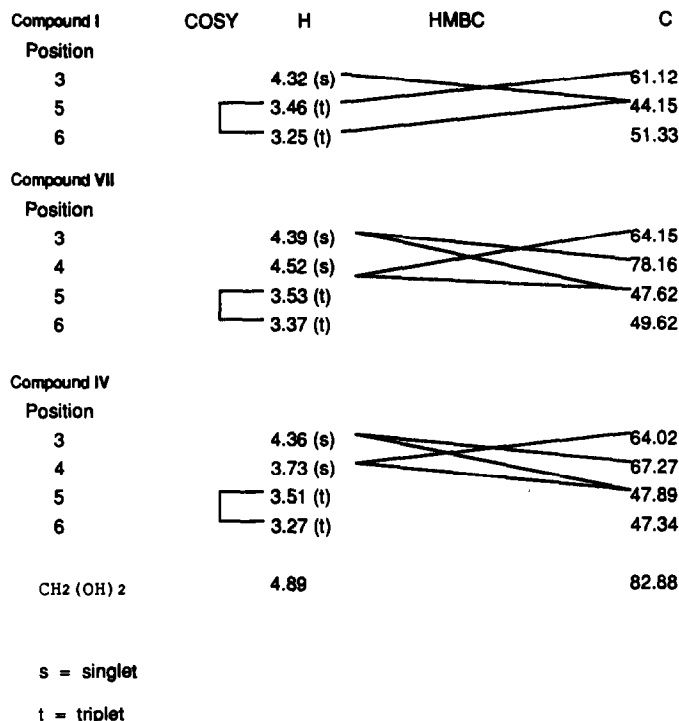 Compound I COSY H HMBC C
Position
3 4.32 (s) 61.12
5 3.46 (t) 44.15
6 3.25 (t) 51.33
Compound VII
Position
3 4.39 (s) 64.15
4 4.52 (s) 78.16
5 3.53 (t) 47.62
6 3.37 (t) 49.62
Compound IV
Position
3 4.36 (s) 64.02
4 3.73 (s) 67.27
5 3.51 (t) 47.89
6 3.27 (t) 47.34
CH2 (OH) 2 4.89 82.88
s = singlet
t = triplet